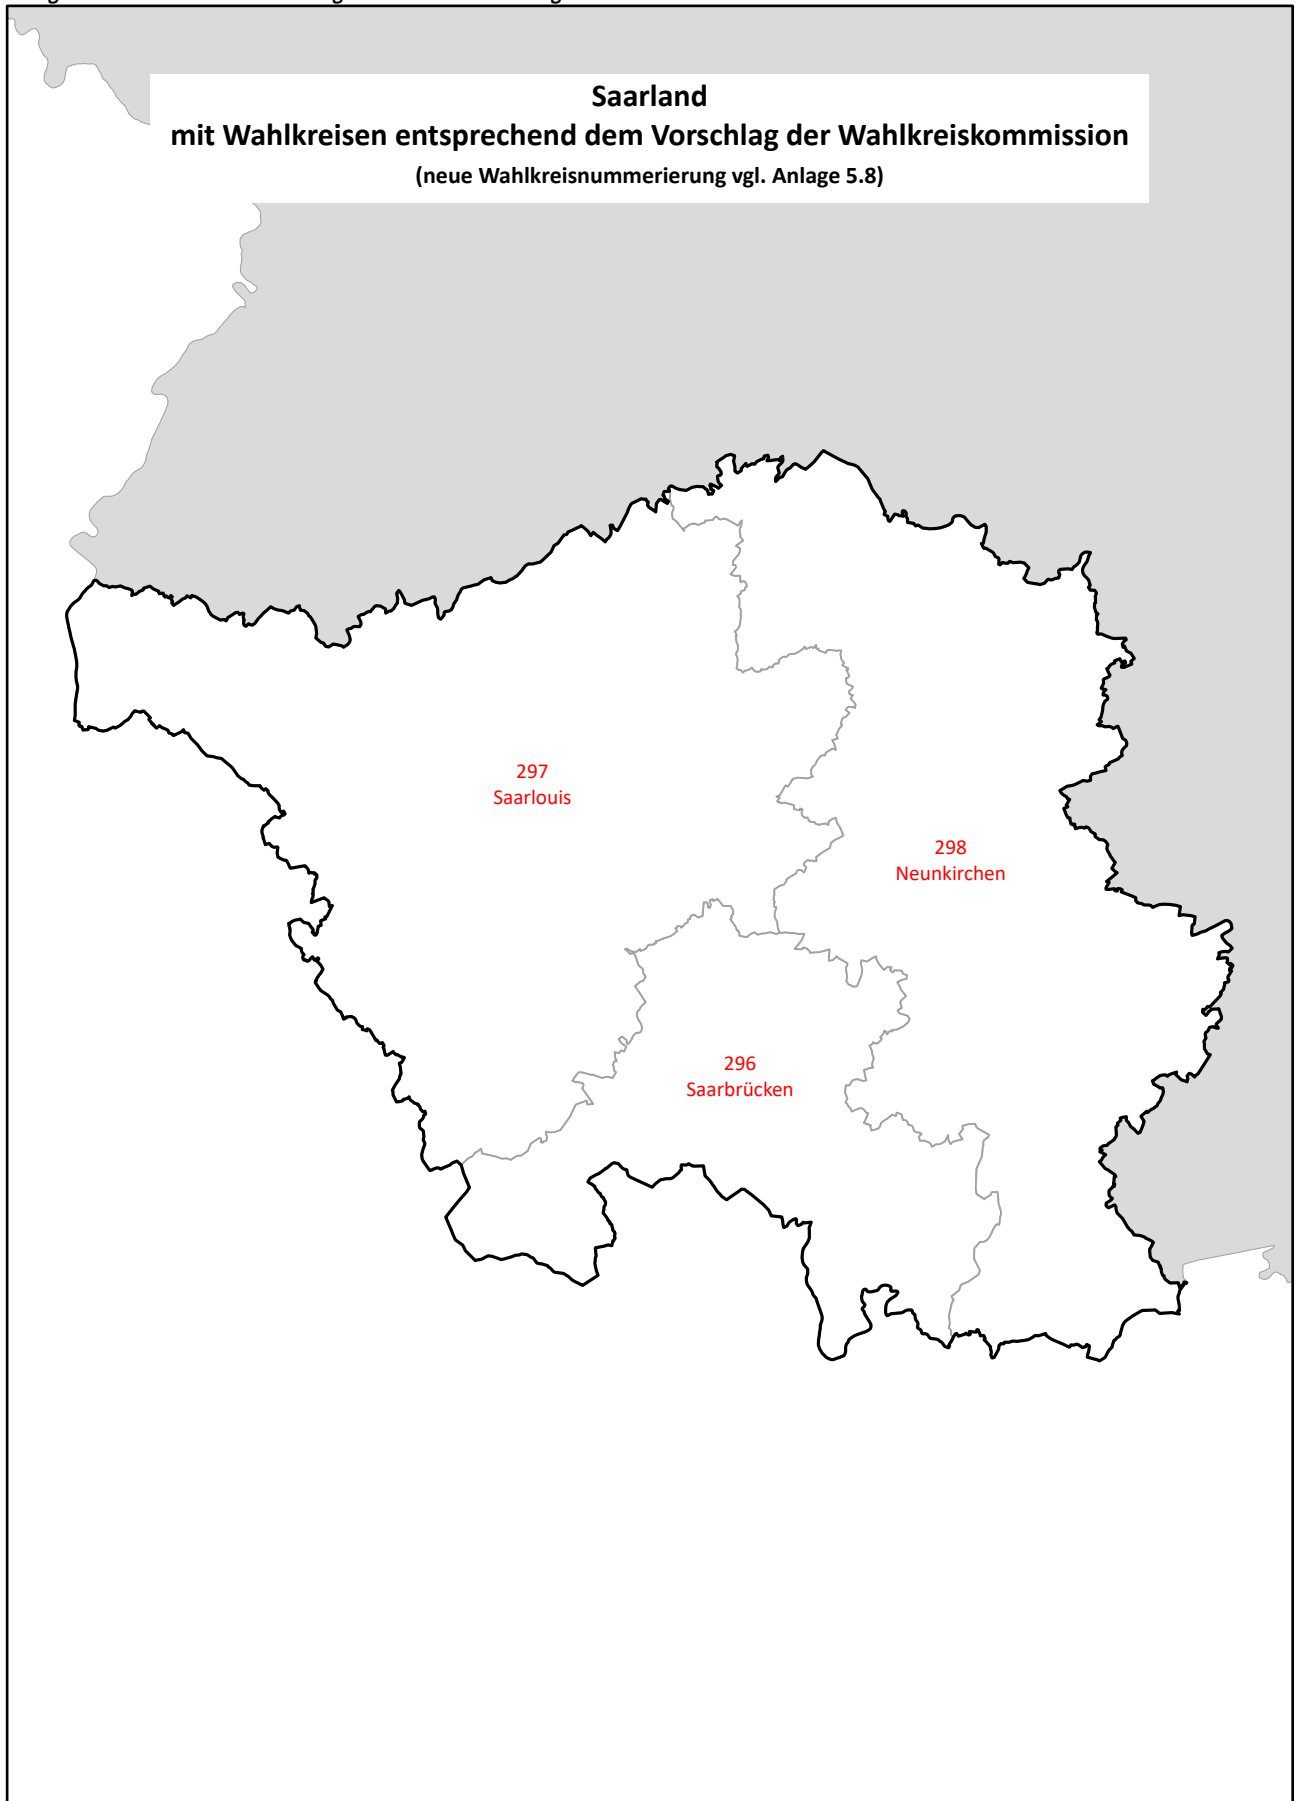 Saarland
mit Wahlkreisen entsprechend dem Vorschlag der Wahlkreiskommission
(neue Wahlkreisnummerierung vgl. Anlage 5.8)
297
Saarlouis
298
Neunkirchen
296
Saarbrücken